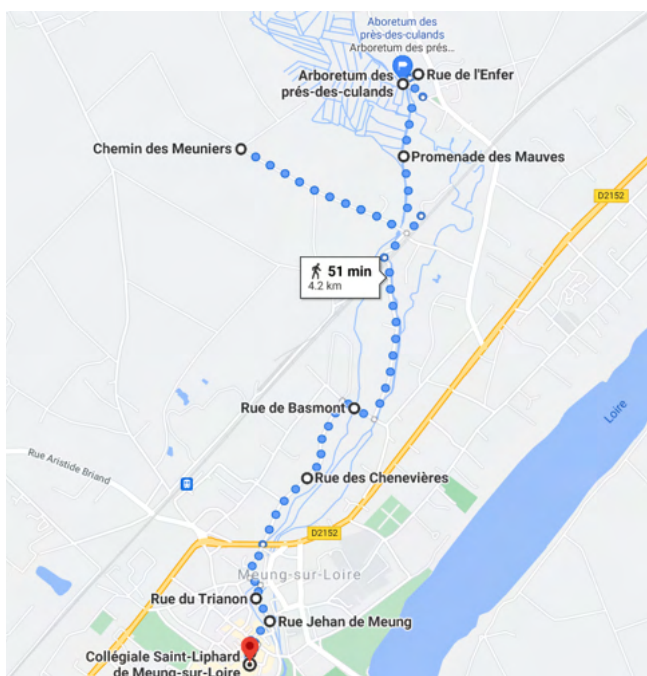 Aboretum des
près-des-culands
Arboretum des prés...
Arboretum des
prés-des-culands
Rue de l'Enfer
Chemin des Meuniers
Promenade des Mauves
D2152
51 min
4.2 km
Rue de Basmont
Loire
Rue Aristide Briand
Rue des Chenevières
D2152
Meung-sur-Loire
Rue du Trianon
Rue Jehan de Meung
Collégiale Saint-Liphard
de Meung-sur-Loire